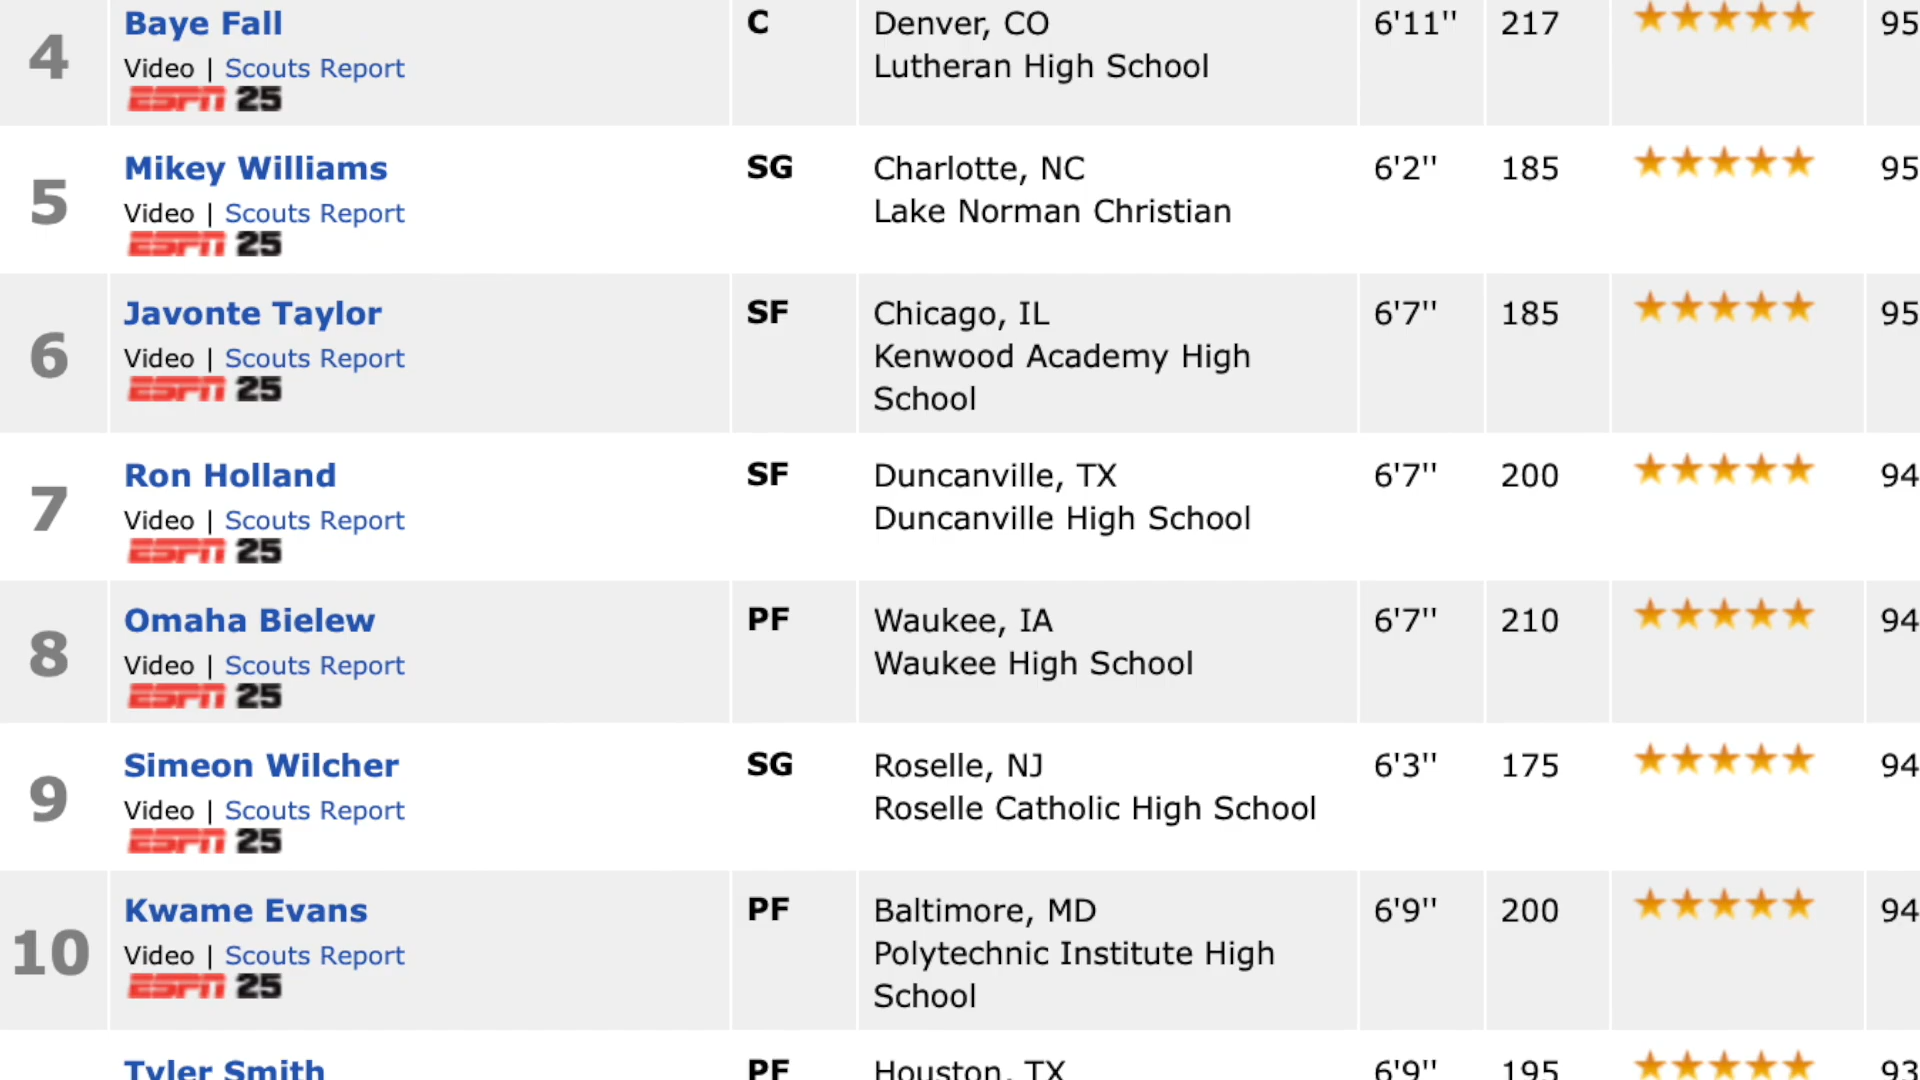 4
Baye Fall
Video | Scouts Report
ESPN 25
C
Denver, CO
Lutheran High School
6'11''
217
95
5
Mikey Williams
Video | Scouts Report
ESPN 25
SG
Charlotte, NC
Lake Norman Christian
6'2''
185
95
6
Javonte Taylor
Video | Scouts Report
ESPN 25
SF
Chicago, IL
Kenwood Academy High
School
6'7''
185
95
7
Ron Holland
Video | Scouts Report
ESPN 25
SF
Duncanville, TX
Duncanville High School
6'7''
200
94
8
Omaha Bielew
Video | Scouts Report
ESPN 25
PF
Waukee, IA
Waukee High School
6'7''
210
94
9
Simeon Wilcher
Video | Scouts Report
ESPN 25
SG
Roselle, NJ
Roselle Catholic High School
6'3''
175
94
10
Kwame Evans
Video | Scouts Report
ESPN 25
PF
Baltimore, MD
Polytechnic Institute High
School
6'9''
200
94
Tyler Smith
PF
Houston, TX
6'9''
195
93